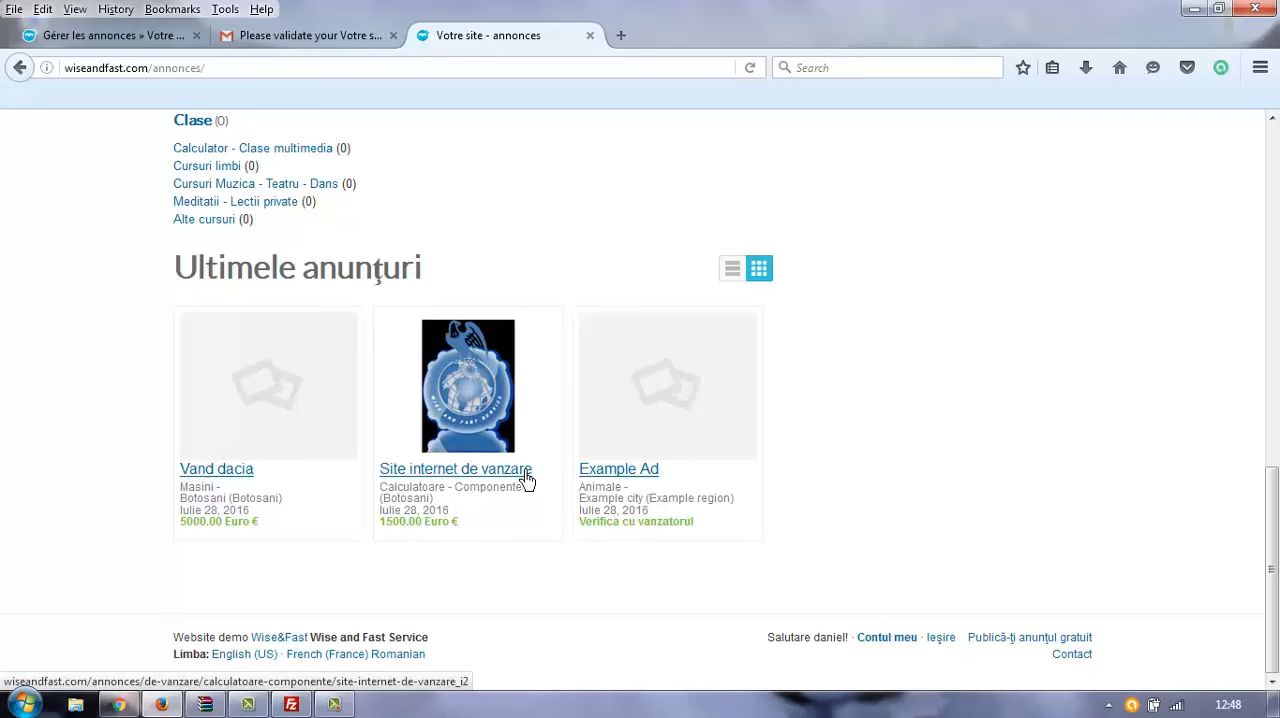 File Edit View History Bookmarks Tools Help
Gérer les annonces » Votre ... Please validate your Votre s... Votre site - annonces
wiseandfast.com/annonces/ Search
Clase (0)
Calculator - Clase multimedia (0)
Cursuri limbi (0)
Cursuri Muzica - Teatru - Dans (0)
Meditatii - Lectii private (0)
Alte cursuri (0)
Ultimele anunţuri
WISE AND FAST SERVICE
Vand dacia Site internet de vanzare Example Ad
Masini - Calculatoare - Componente Animale -
Botosani (Botosani) (Botosani) Example city (Example region)
Iulie 28, 2016 Iulie 28, 2016 Iulie 28, 2016
5000.00 Euro € 1500.00 Euro € Verifica cu vanzatorul
Website demo Wise&Fast Wise and Fast Service Salutare daniel! · Contul meu · Ieşire Publică-ţi anunţul gratuit
Limba: English (US) · French (France) Romanian Contact
wiseandfast.com/annonces/de-vanzare/calculatoare-componente/site-internet-de-vanzare_i2
12:48